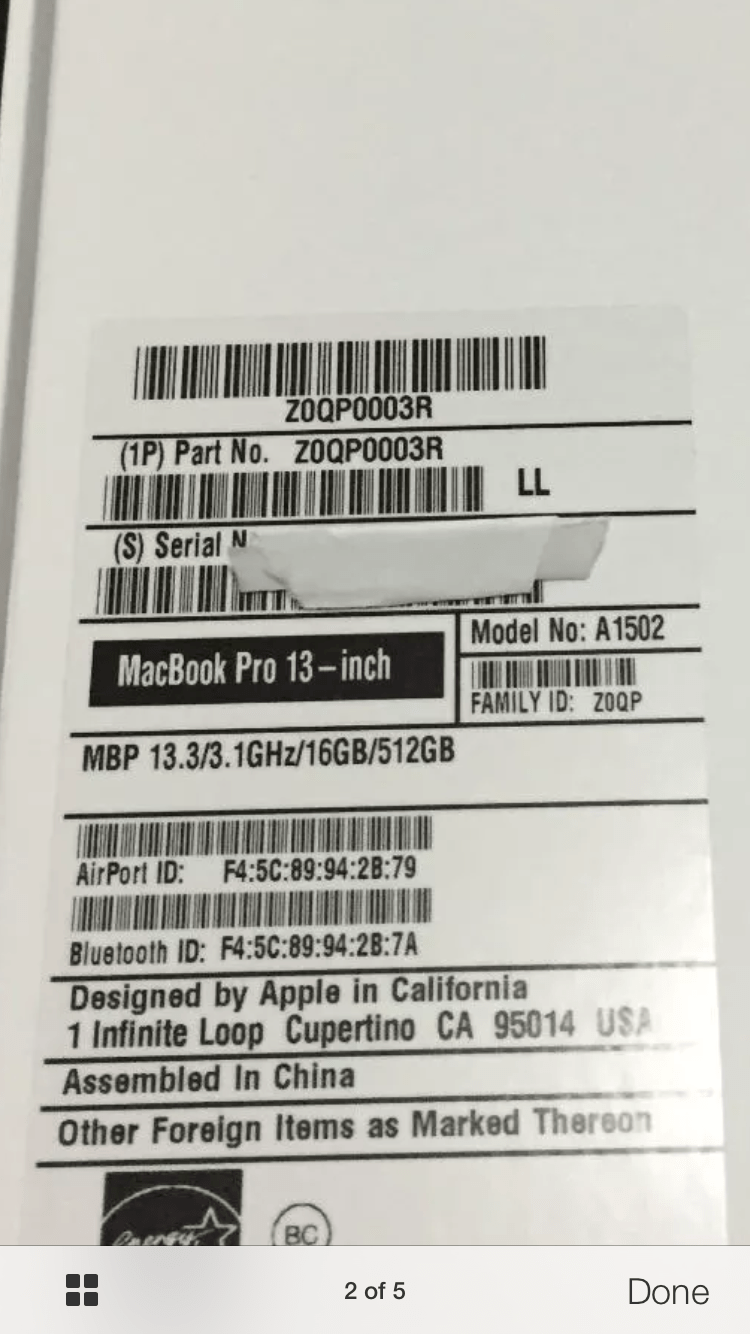 Z0QP0003R
(1P) Part No. Z0QP0003R
LL
(S) Serial N
MacBook Pro 13-inch
Model No: A1502
FAMILY ID: Z0QP
MBP 13.3/3.1GHz/16GB/512GB
AirPort ID: F4:5C:89:94:2B:79
Bluetooth ID: F4:5C:89:94:2B:7A
Designed by Apple in California
1 Infinite Loop Cupertino CA 95014 USA
Assembled In China
Other Foreign Items as Marked Thereon
energy
BC
2 of 5
Done